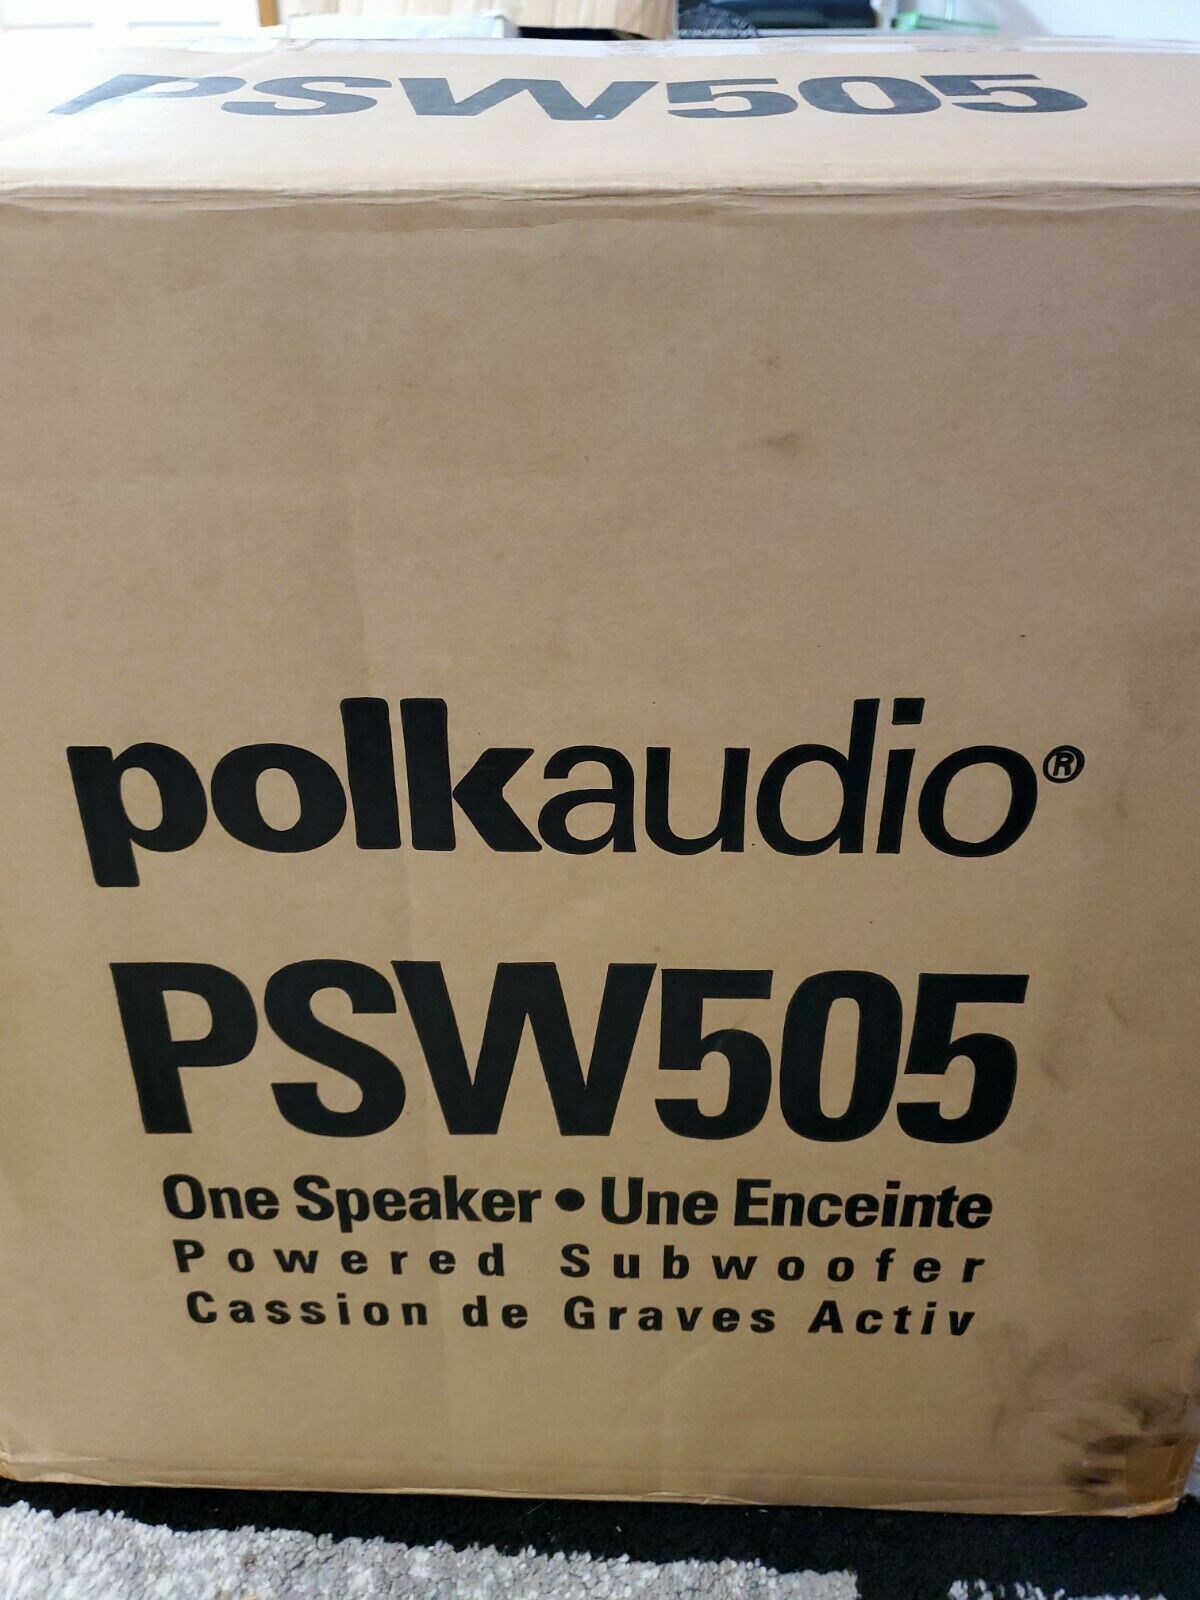 PSW505
polkaudio®
PSW505
One Speaker • Une Enceinte
Powered Subwoofer
Cassion de Graves Activ